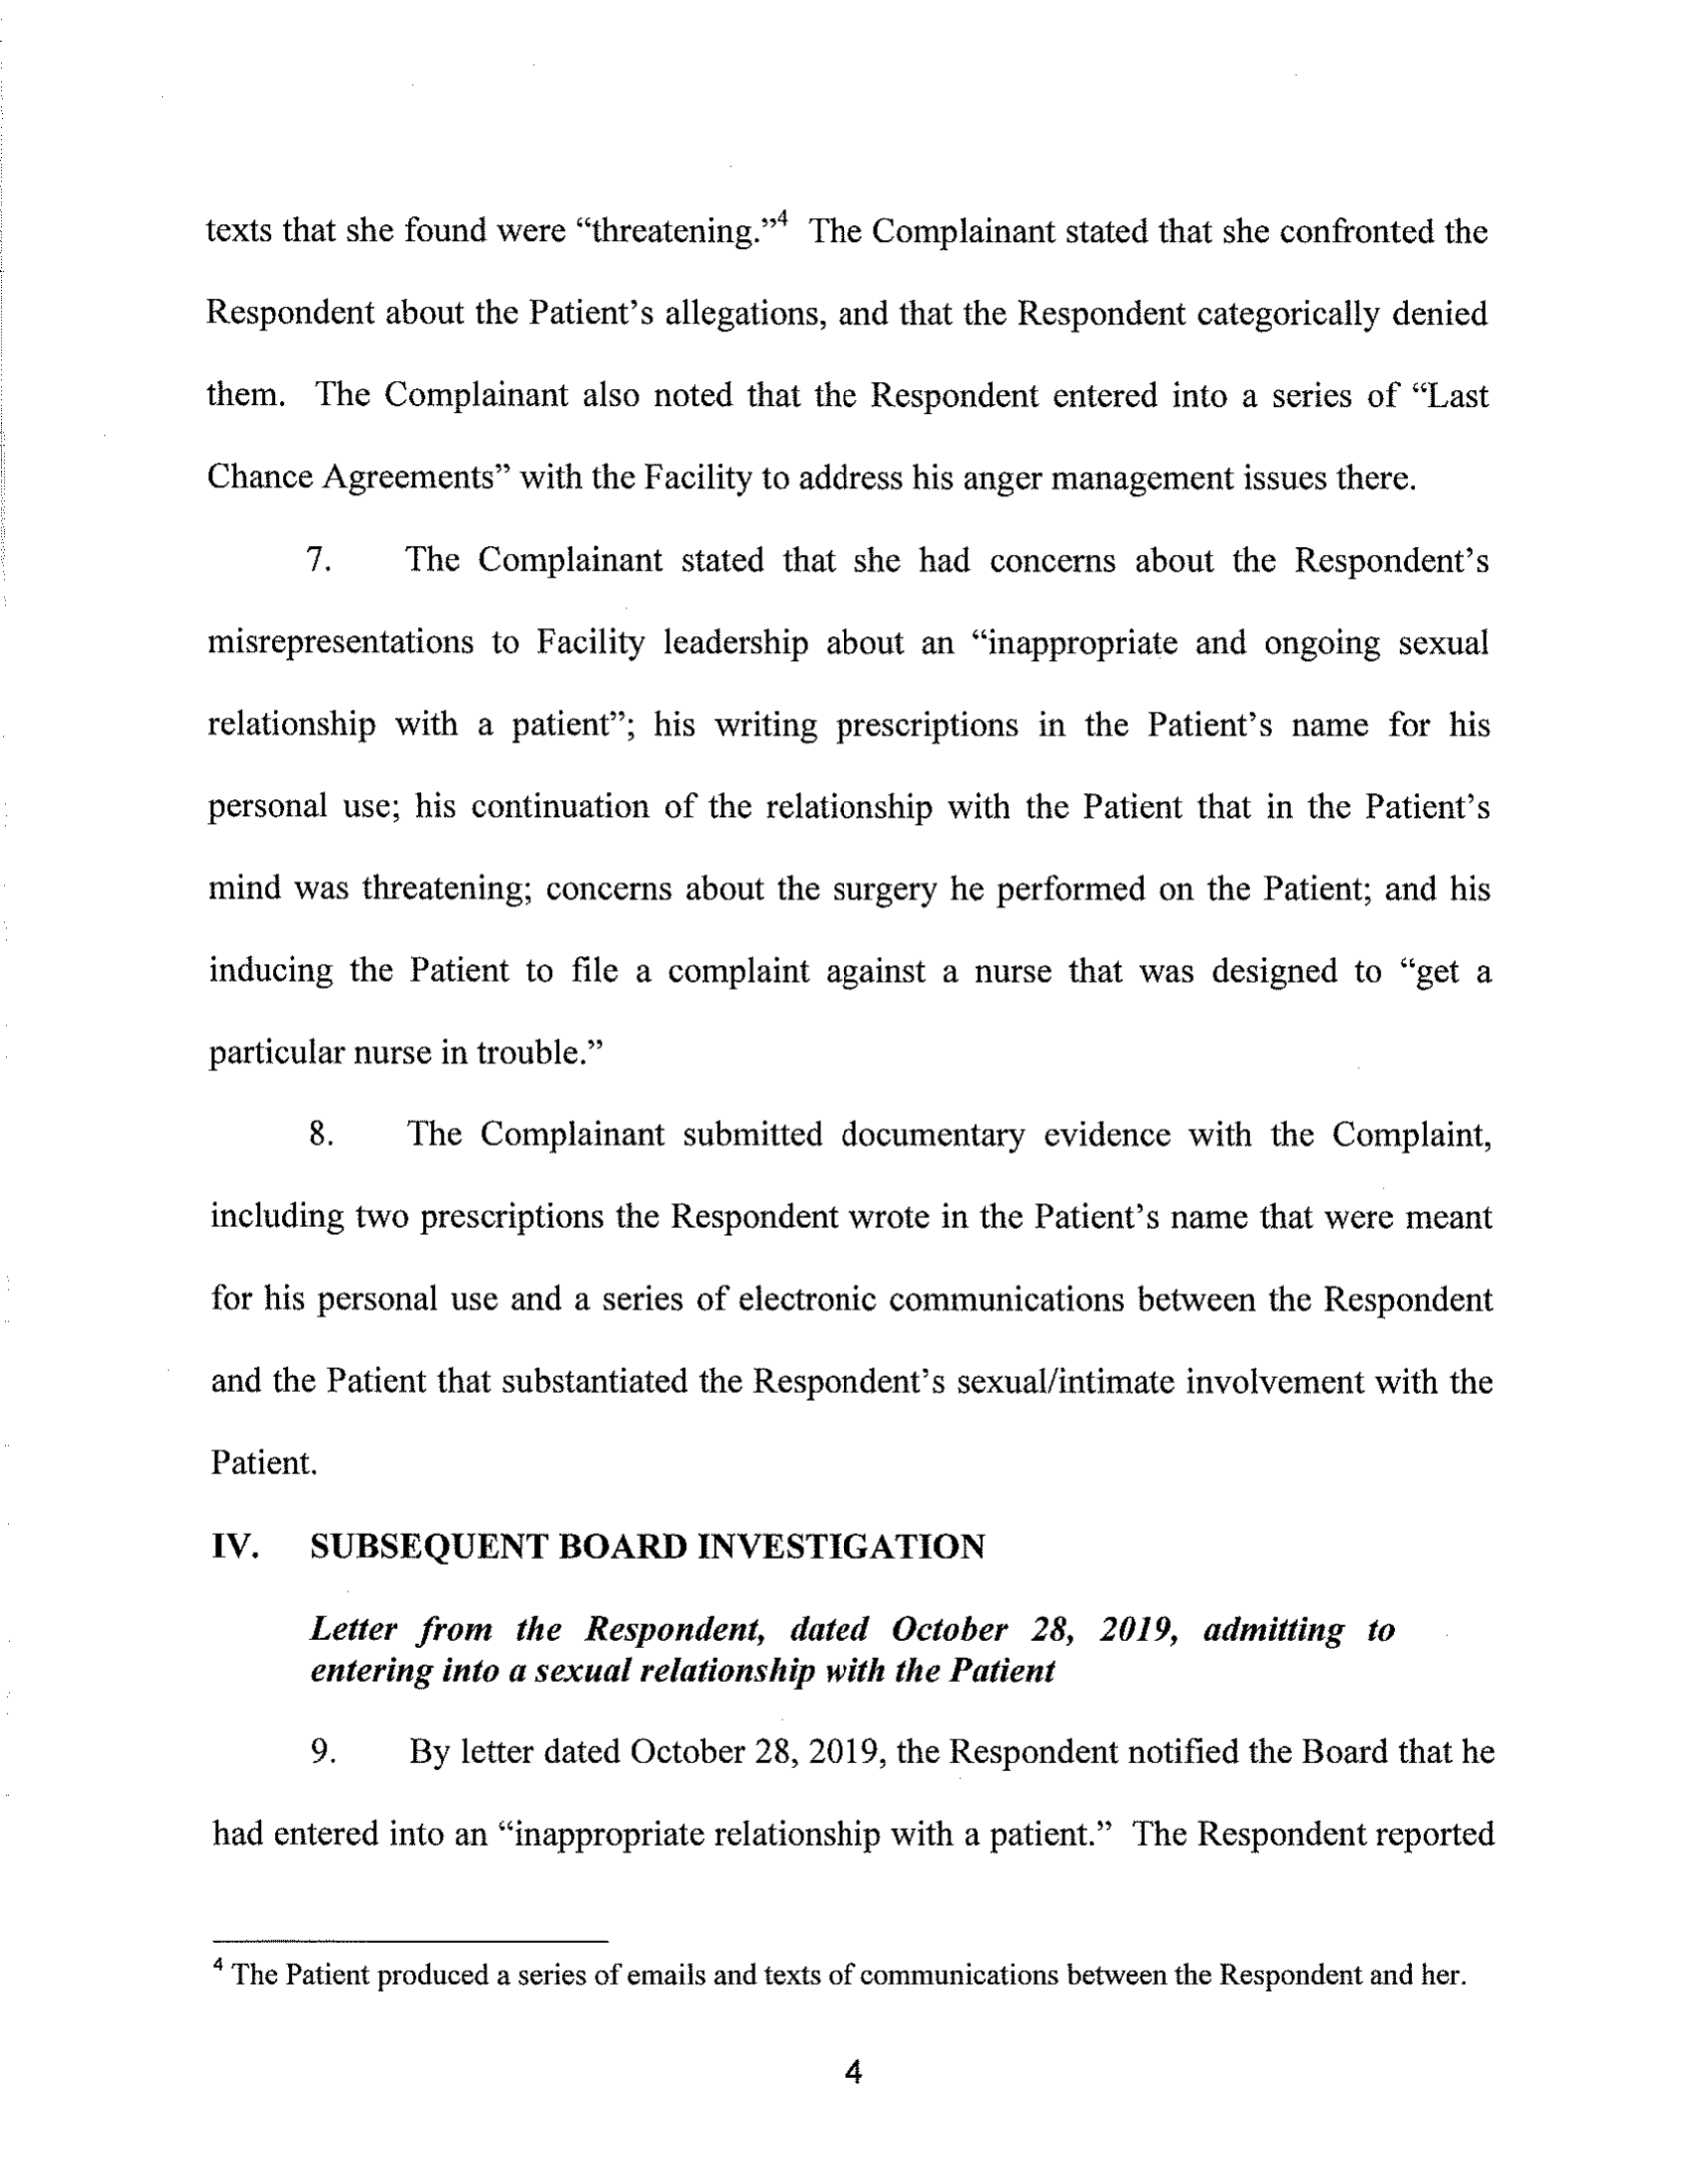 texts that she found were “threatening.”4 The Complainant stated that she confronted the
Respondent about the Patient’s allegations, and that the Respondent categorically denied
them. The Complainant also noted that the Respondent entered into a series of “Last
Chance Agreements” with the Facility to address his anger management issues there.
7. The Complainant stated that she had concerns about the Respondent’s
misrepresentations to Facility leadership about an “inappropriate and ongoing sexual
relationship with a patient”; his writing prescriptions in the Patient’s name for his
personal use; his continuation of the relationship with the Patient that in the Patient’s
mind was threatening; concerns about the surgery he performed on the Patient; and his
inducing the Patient to file a complaint against a nurse that was designed to “get a
particular nurse in trouble.”
8. The Complainant submitted documentary evidence with the Complaint,
including two prescriptions the Respondent wrote in the Patient’s name that were meant
for his personal use and a series of electronic communications between the Respondent
and the Patient that substantiated the Respondent’s sexual/intimate involvement with the
Patient.
IV. SUBSEQUENT BOARD INVESTIGATION
Letter from the Respondent, dated October 28, 2019, admitting to
entering into a sexual relationship with the Patient
9. By letter dated October 28, 2019, the Respondent notified the Board that he
had entered into an “inappropriate relationship with a patient.” The Respondent reported
4 The Patient produced a series of emails and texts of communications between the Respondent and her.
4